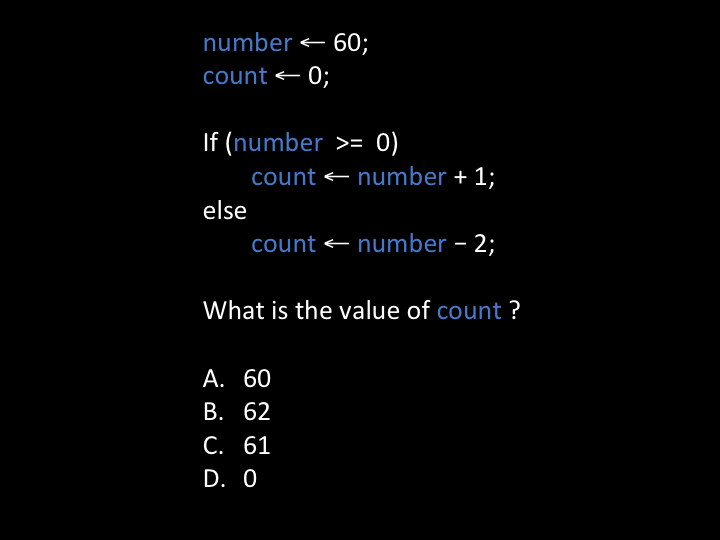 number ← 60;
count ← 0;
If (number >= 0)
count ← number + 1;
else
count ← number − 2;
What is the value of count ?
A. 60
B. 62
C. 61
D. 0